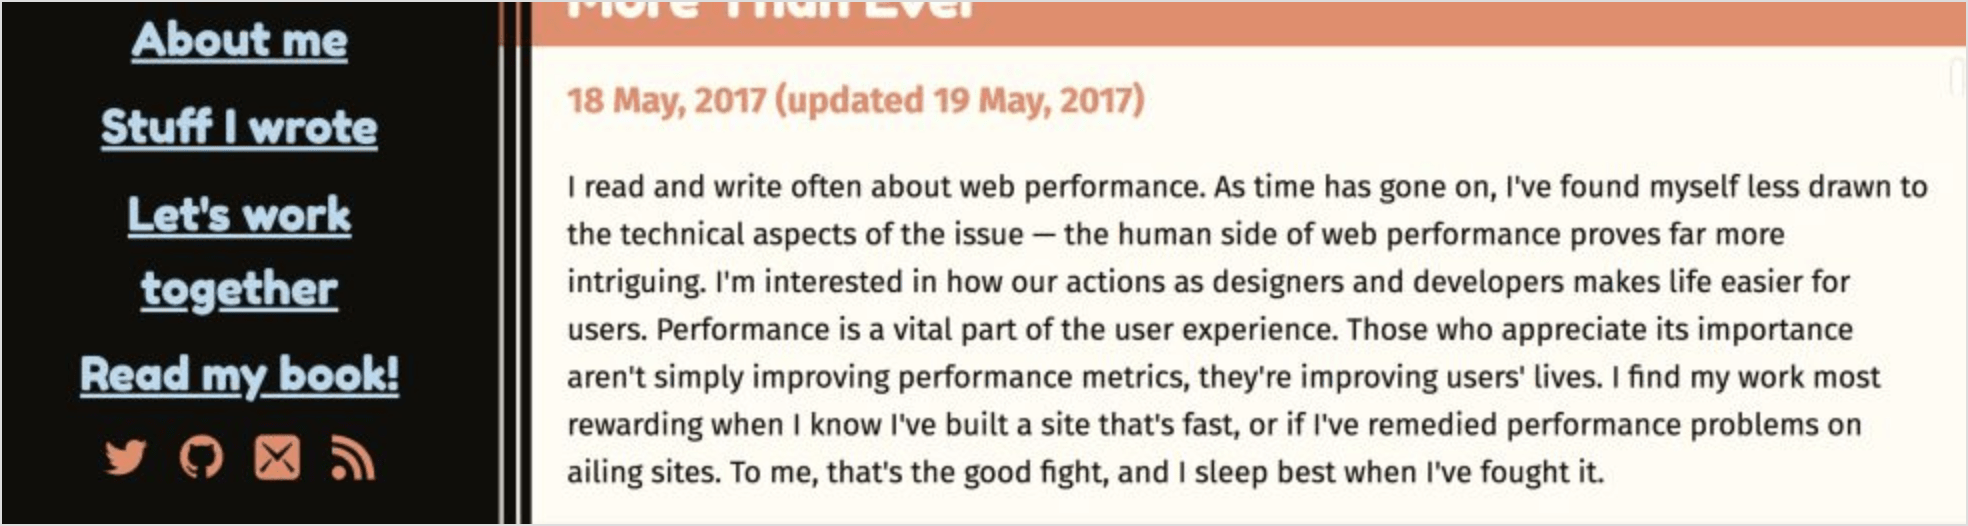 About me
Stuff I wrote
Let's work
together
Read my book!
More Than Ever
18 May, 2017 (updated 19 May, 2017)
I read and write often about web performance. As time has gone on, I've found myself less drawn to
the technical aspects of the issue — the human side of web performance proves far more
intriguing. I'm interested in how our actions as designers and developers makes life easier for
users. Performance is a vital part of the user experience. Those who appreciate its importance
aren't simply improving performance metrics, they're improving users' lives. I find my work most
rewarding when I know I've built a site that's fast, or if I've remedied performance problems on
ailing sites. To me, that's the good fight, and I sleep best when I've fought it.